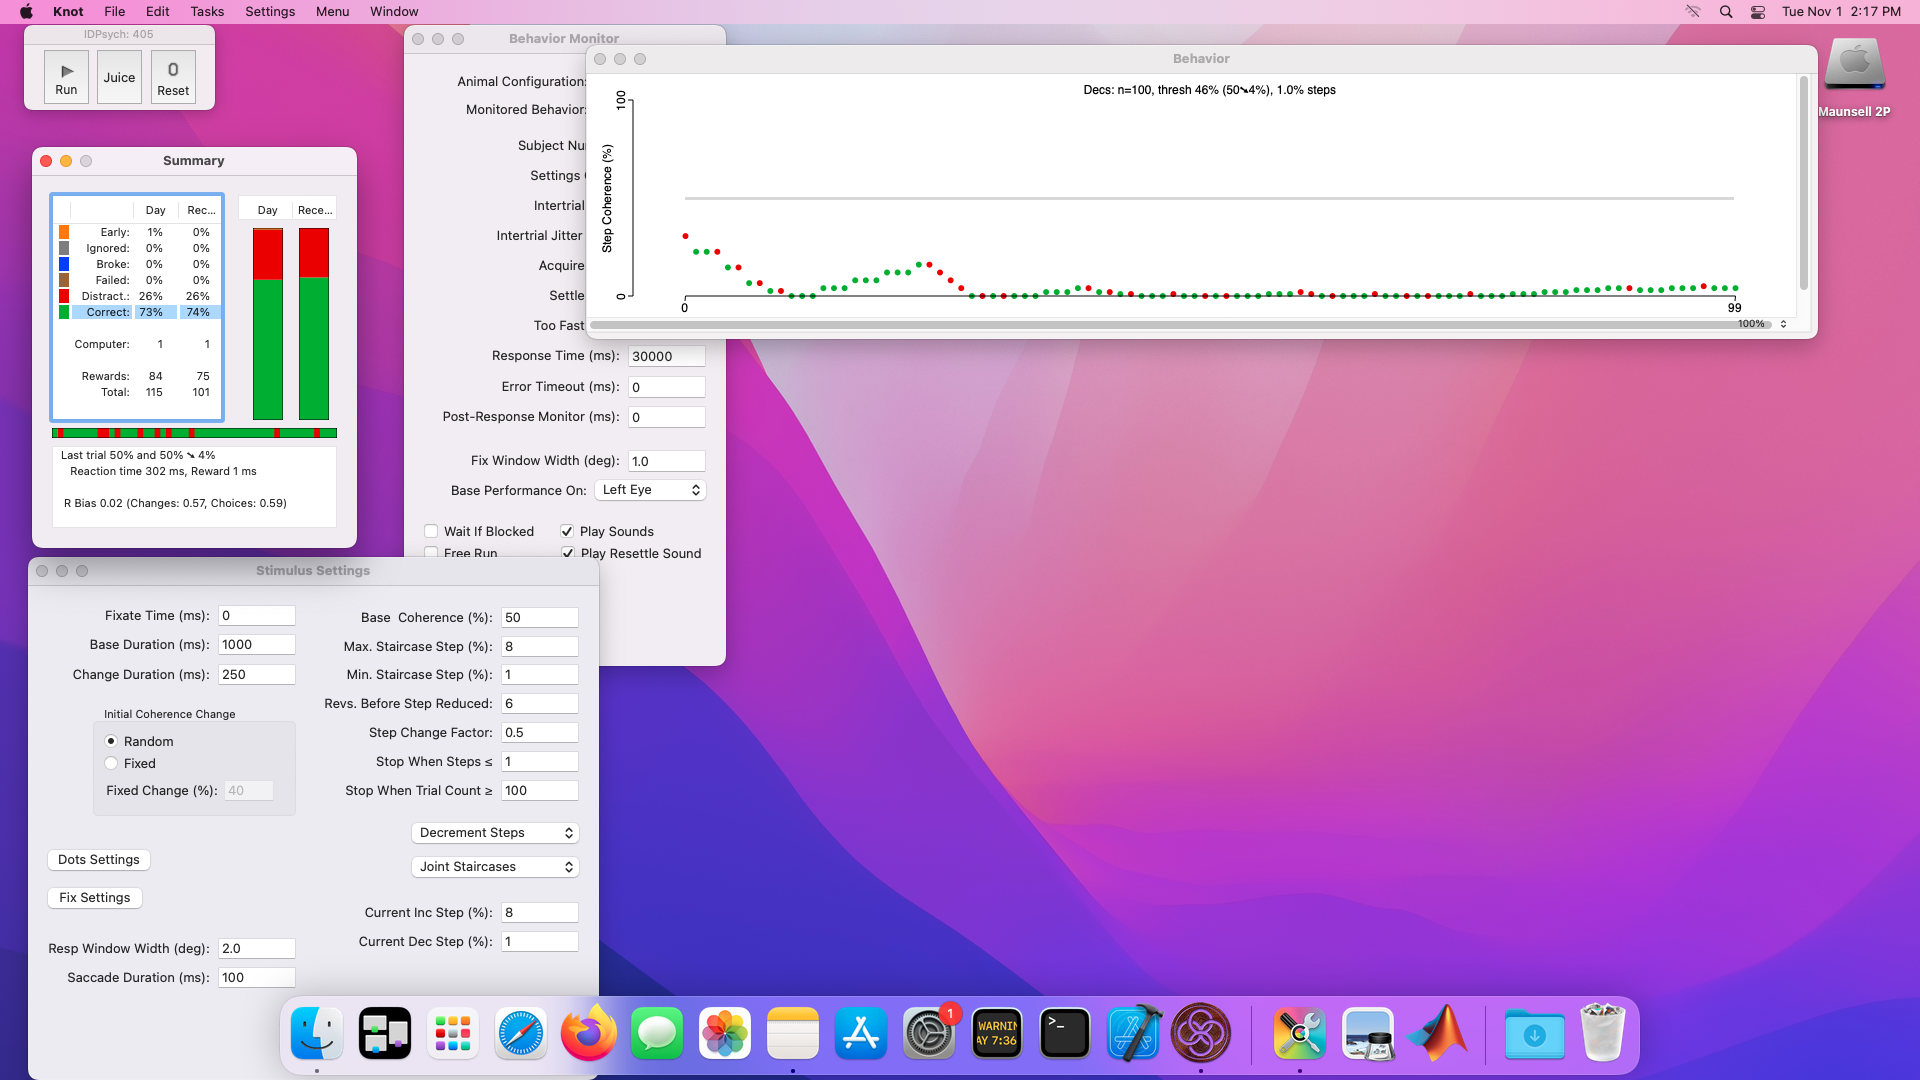 Knot File Edit Tasks Settings Menu Window Tue Nov 1 2:17 PM
IDPsych: 405
Run
Juice
0
Reset
Summary
Day Rec...
Early: 1% 0%
Ignored: 0% 0%
Broke: 0% 0%
Failed: 0% 0%
Distract.: 26% 26%
Correct: 73% 74%
Computer: 1 1
Rewards: 84 75
Total: 115 101
Day Rece...
Last trial 50% and 50% ➘ 4%
Reaction time 302 ms, Reward 1 ms
R Bias 0.02 (Changes: 0.57, Choices: 0.59)
Behavior Monitor
Animal Configuration:
Monitored Behavior:
Subject Nu
Settings
Intertrial
Intertrial Jitter
Acquire
Settle
Too Fast
Response Time (ms): 30000
Error Timeout (ms): 0
Post-Response Monitor (ms): 0
Fix Window Width (deg): 1.0
Base Performance On: Left Eye
Wait If Blocked Play Sounds
Free Run Play Resettle Sound
Behavior
Decs: n=100, thresh 46% (50➘4%), 1.0% steps
Step Coherence (%)
100
0
0 99
100%
Maunsell 2P
Stimulus Settings
Fixate Time (ms): 0
Base Duration (ms): 1000
Change Duration (ms): 250
Initial Coherence Change
Random
Fixed
Fixed Change (%): 40
Dots Settings
Fix Settings
Resp Window Width (deg): 2.0
Saccade Duration (ms): 100
Base Coherence (%): 50
Max. Staircase Step (%): 8
Min. Staircase Step (%): 1
Revs. Before Step Reduced: 6
Step Change Factor: 0.5
Stop When Steps ≤ 1
Stop When Trial Count ≥ 100
Decrement Steps
Joint Staircases
Current Inc Step (%): 8
Current Dec Step (%): 1
1
WARNIN
AY 7:36
>_